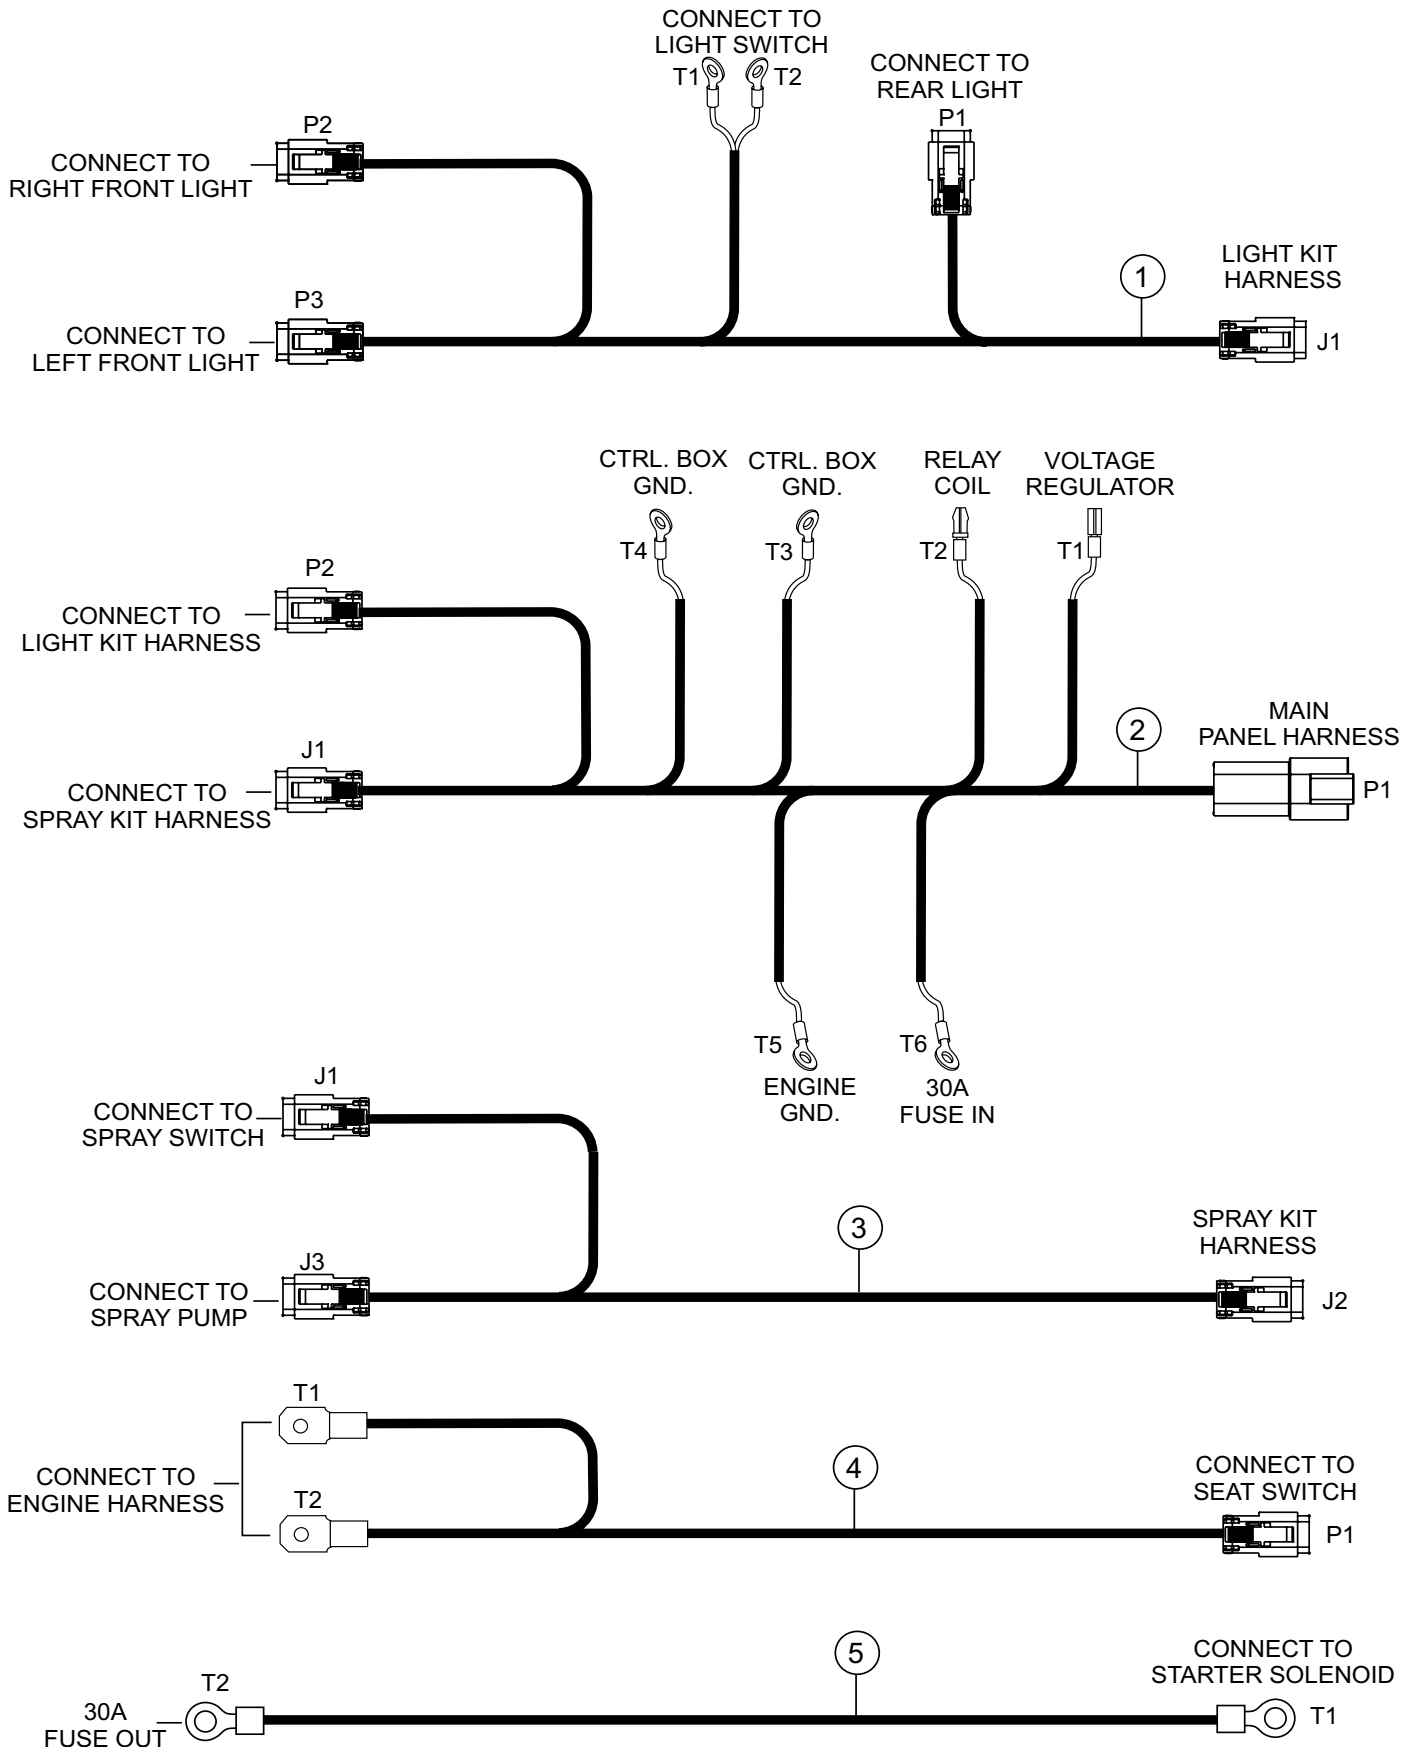 CONNECT TO
LIGHT SWITCH
T1
T2
CONNECT TO
REAR LIGHT
P1
P2
CONNECT TO
RIGHT FRONT LIGHT
LIGHT KIT
HARNESS
1
P3
CONNECT TO
LEFT FRONT LIGHT
J1
CTRL. BOX
GND.
T4
CTRL. BOX
GND.
T3
RELAY
COIL
T2
VOLTAGE
REGULATOR
T1
P2
CONNECT TO
LIGHT KIT HARNESS
2
MAIN
PANEL HARNESS
P1
J1
CONNECT TO
SPRAY KIT HARNESS
T5
ENGINE
GND.
T6
30A
FUSE IN
J1
CONNECT TO
SPRAY SWITCH
3
SPRAY KIT
HARNESS
J3
CONNECT TO
SPRAY PUMP
J2
T1
CONNECT TO
ENGINE HARNESS
T2
4
CONNECT TO
SEAT SWITCH
P1
5
CONNECT TO
STARTER SOLENOID
T1
T2
30A
FUSE OUT